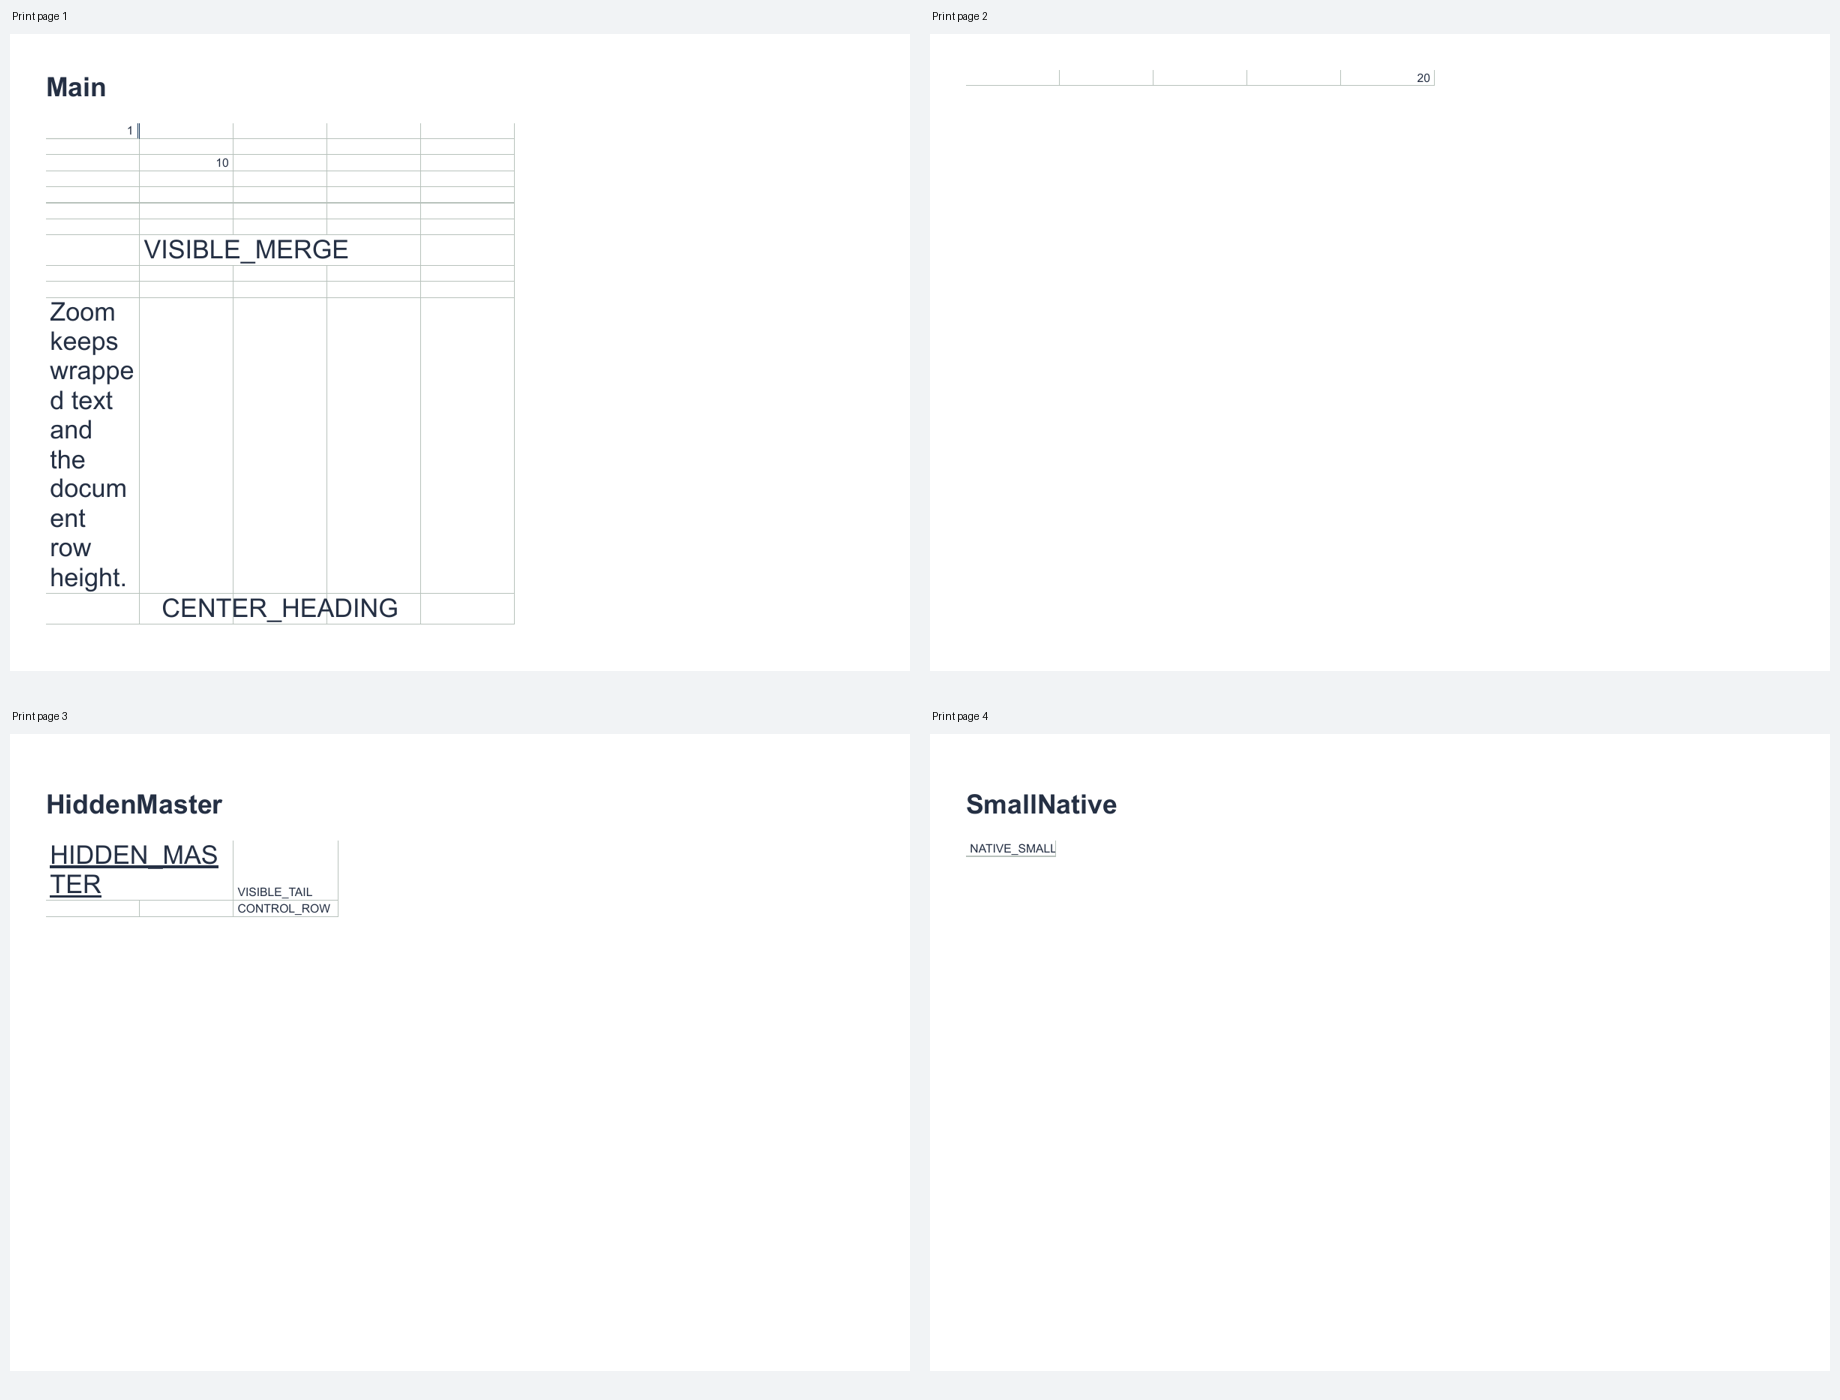 Print page 1
Main
1
10
VISIBLE_MERGE
Zoom
keeps
wrappe
d text
and
the
docum
ent
row
height.
CENTER_HEADING
Print page 2
20
Print page 3
HiddenMaster
HIDDEN_MAS
TER
VISIBLE_TAIL
CONTROL_ROW
Print page 4
SmallNative
NATIVE_SMALL